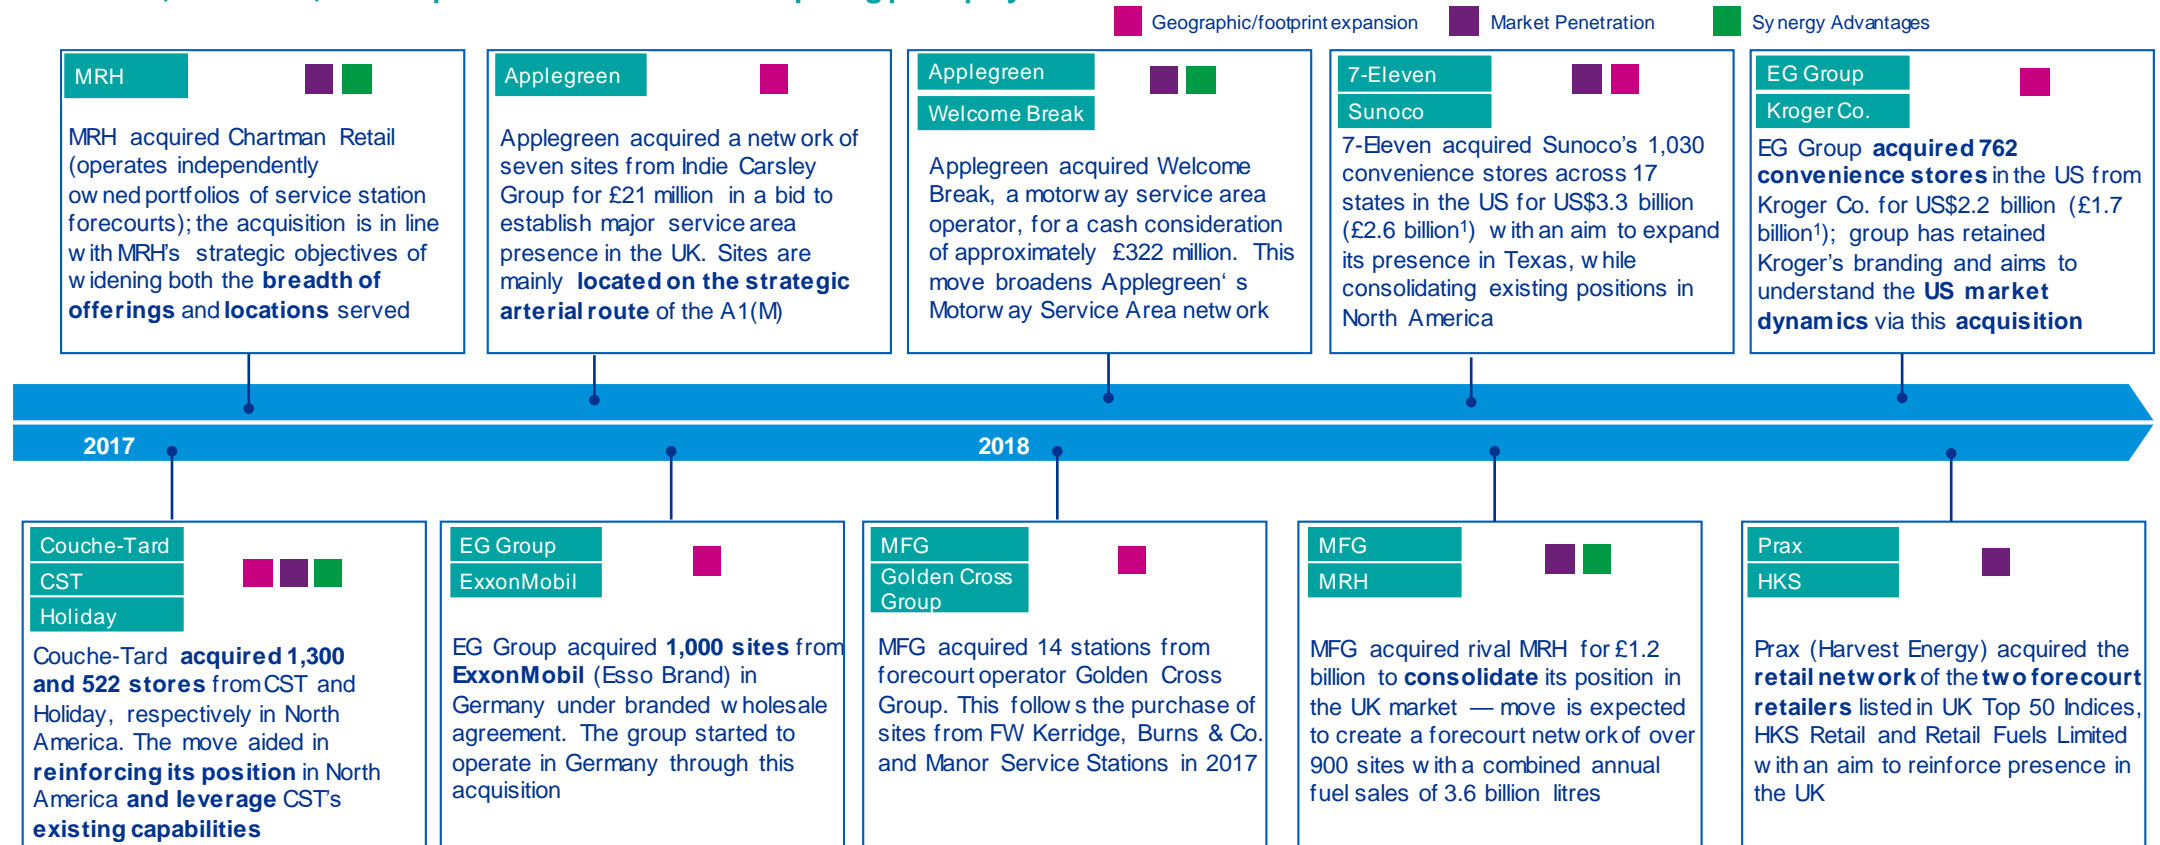 Geographic/footprint expansion
Market Penetration
Synergy Advantages
MRH
MRH acquired Chartman Retail
(operates independently
owned portfolios of service station
forecourts); the acquisition is in line
with MRH's strategic objectives of
widening both the breadth of
offerings and locations served
Applegreen
Applegreen acquired a network of
seven sites from Indie Carsley
Group for £21 million in a bid to
establish major service area
presence in the UK. Sites are
mainly located on the strategic
arterial route of the A1(M)
Applegreen
Welcome Break
Applegreen acquired Welcome
Break, a motorway service area
operator, for a cash consideration
of approximately £322 million. This
move broadens Applegreen‘ s
Motorway Service Area network
7-Eleven
Sunoco
7-Eleven acquired Sunoco's 1,030
convenience stores across 17
states in the US for US$3.3 billion
(£2.6 billion¹) with an aim to expand
its presence in Texas, while
consolidating existing positions in
North America
EG Group
Kroger Co.
EG Group acquired 762
convenience stores in the US from
Kroger Co. for US$2.2 billion (£1.7
billion¹); group has retained
Kroger's branding and aims to
understand the US market
dynamics via this acquisition
2017
2018
Couche-Tard
CST
Holiday
Couche-Tard acquired 1,300
and 522 stores from CST and
Holiday, respectively in North
America. The move aided in
reinforcing its position in North
America and leverage CST's
existing capabilities
EG Group
ExxonMobil
EG Group acquired 1,000 sites from
ExxonMobil (Esso Brand) in
Germany under branded wholesale
agreement. The group started to
operate in Germany through this
acquisition
MFG
Golden Cross
Group
MFG acquired 14 stations from
forecourt operator Golden Cross
Group. This follows the purchase of
sites from FW Kerridge, Burns & Co.
and Manor Service Stations in 2017
MFG
MRH
MFG acquired rival MRH for £1.2
billion to consolidate its position in
the UK market — move is expected
to create a forecourt network of over
900 sites with a combined annual
fuel sales of 3.6 billion litres
Prax
HKS
Prax (Harvest Energy) acquired the
retail network of the two forecourt
retailers listed in UK Top 50 Indices,
HKS Retail and Retail Fuels Limited
with an aim to reinforce presence in
the UK